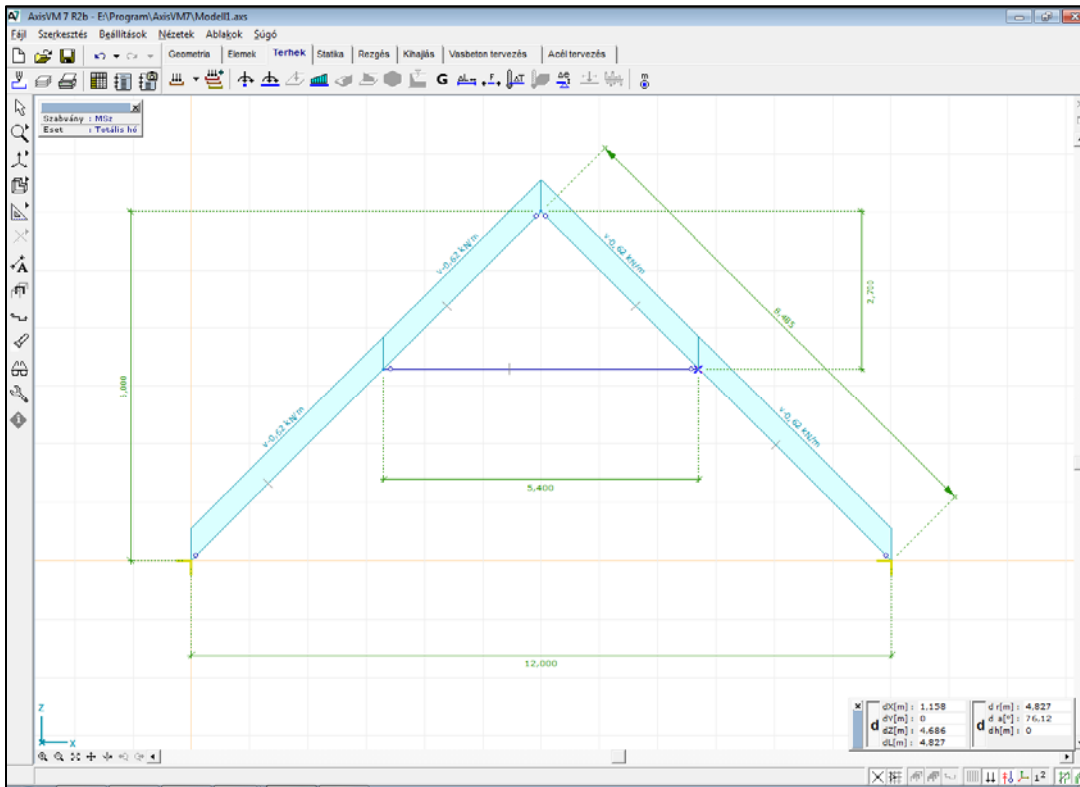 AxisVM 7 R2b - E:\Program\AxisVM7\Modell1.axs
Fájl Szerkesztés Beállítások Nézetek Ablakok Súgó
Geometria Elemek Terhek Statika Rezgés Kihajlás Vasbeton tervezés Acél tervezés
G
Szabvány : MSz
Eset : Totális hó
v-0,62 kN/m
v-0,62 kN/m
2,700
8,485
v-0,62 kN/m
v-0,62 kN/m
5,400
12,000
Z
X
d
dX[m] : 1,158
dY[m] : 0
dZ[m] : 4,686
dL[m] : 4,827
d
d r[m] : 4,827
d a[°] : 76,12
dh[m] : 0